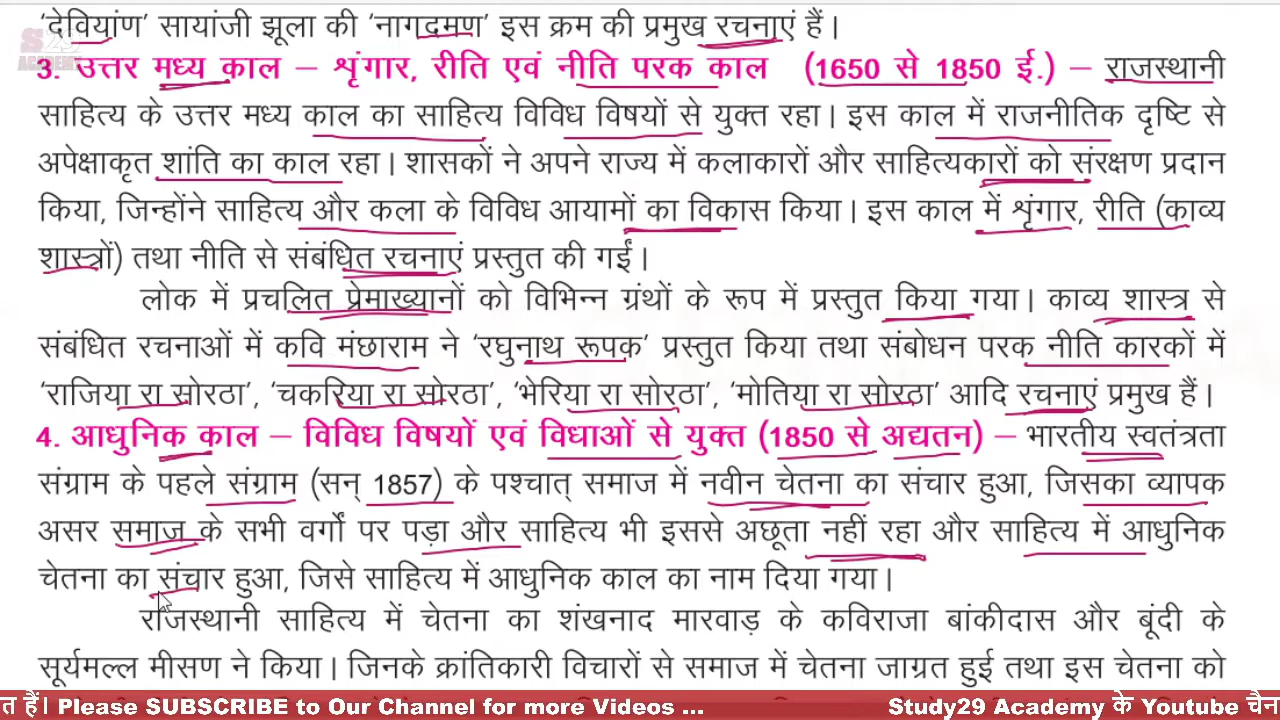 'देवियांण' सायांजी झूला की 'नागदमण' इस क्रम की प्रमुख रचनाएं हैं।
S 29
ACADEMY
3. उत्तर मध्य काल – शृंगार, रीति एवं नीति परक काल (1650 से 1850 ई.) – राजस्थानी
साहित्य के उत्तर मध्य काल का साहित्य विविध विषयों से युक्त रहा। इस काल में राजनीतिक दृष्टि से
अपेक्षाकृत शांति का काल रहा। शासकों ने अपने राज्य में कलाकारों और साहित्यकारों को संरक्षण प्रदान
किया, जिन्होंने साहित्य और कला के विविध आयामों का विकास किया। इस काल में शृंगार, रीति (काव्य
शास्त्रों) तथा नीति से संबंधित रचनाएं प्रस्तुत की गईं।
लोक में प्रचलित प्रेमाख्यानों को विभिन्न ग्रंथों के रूप में प्रस्तुत किया गया। काव्य शास्त्र से
संबंधित रचनाओं में कवि मंछाराम ने 'रघुनाथ रूपक' प्रस्तुत किया तथा संबोधन परक नीति कारकों में
'राजिया रा सोरठा', 'चकरिया रा सोरठा', 'भेरिया रा सोरठा', 'मोतिया रा सोरठा' आदि रचनाएं प्रमुख हैं।
4. आधुनिक काल – विविध विषयों एवं विधाओं से युक्त (1850 से अद्यतन) – भारतीय स्वतंत्रता
संग्राम के पहले संग्राम (सन् 1857) के पश्चात् समाज में नवीन चेतना का संचार हुआ, जिसका व्यापक
असर समाज के सभी वर्गों पर पड़ा और साहित्य भी इससे अछूता नहीं रहा और साहित्य में आधुनिक
चेतना का संचार हुआ, जिसे साहित्य में आधुनिक काल का नाम दिया गया।
राजस्थानी साहित्य में चेतना का शंखनाद मारवाड़ के कविराजा बांकीदास और बूंदी के
सूर्यमल्ल मीसण ने किया। जिनके क्रांतिकारी विचारों से समाज में चेतना जाग्रत हुई तथा इस चेतना को
त हैं। Please SUBSCRIBE to Our Channel for more Videos ... Study29 Academy के Youtube चैन